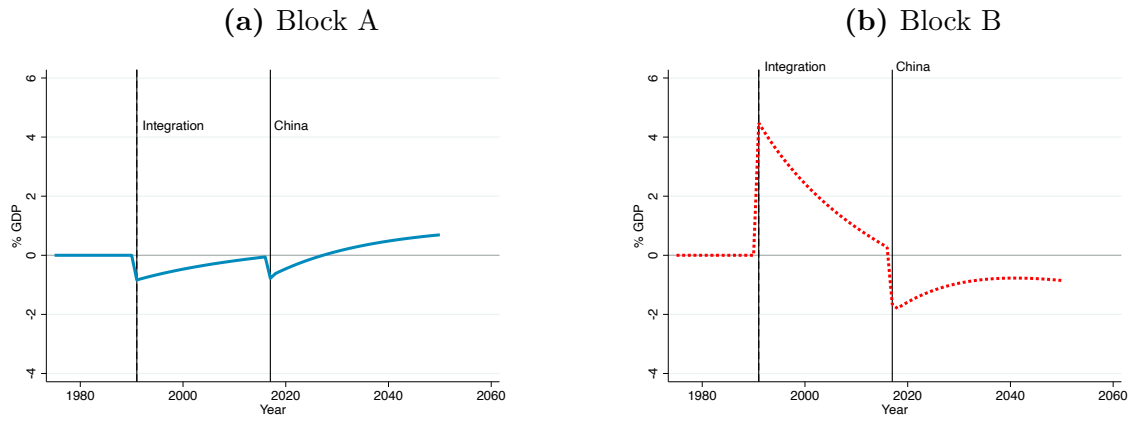 (a) Block A
6
4
2
0
-2
-4
% GDP
Integration
China
1980
2000
2020
2040
2060
Year
(b) Block B
6
4
2
0
-2
-4
% GDP
Integration
China
1980
2000
2020
2040
2060
Year